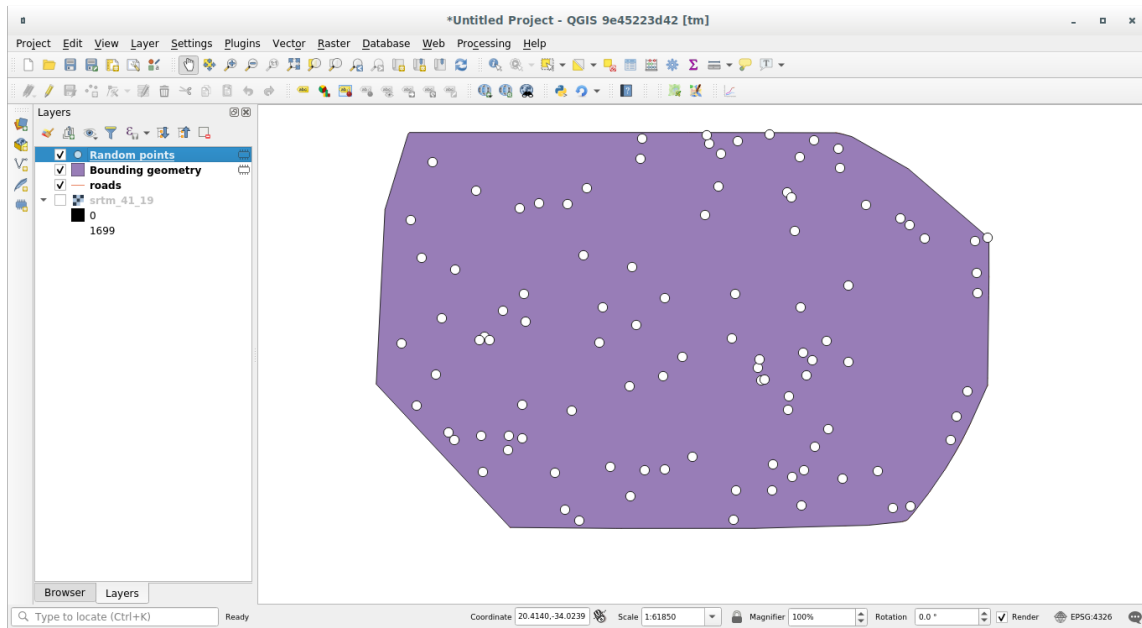 *Untitled Project - QGIS 9e45223d42 [tm]
Project Edit View Layer Settings Plugins Vector Raster Database Web Processing Help
Layers
Random points
Bounding geometry
roads
srtm_41_19
0
1699
Browser Layers
Type to locate (Ctrl+K) Ready Coordinate 20.4140,-34.0239 Scale 1:61850 Magnifier 100% Rotation 0.0 ° Render EPSG:4326